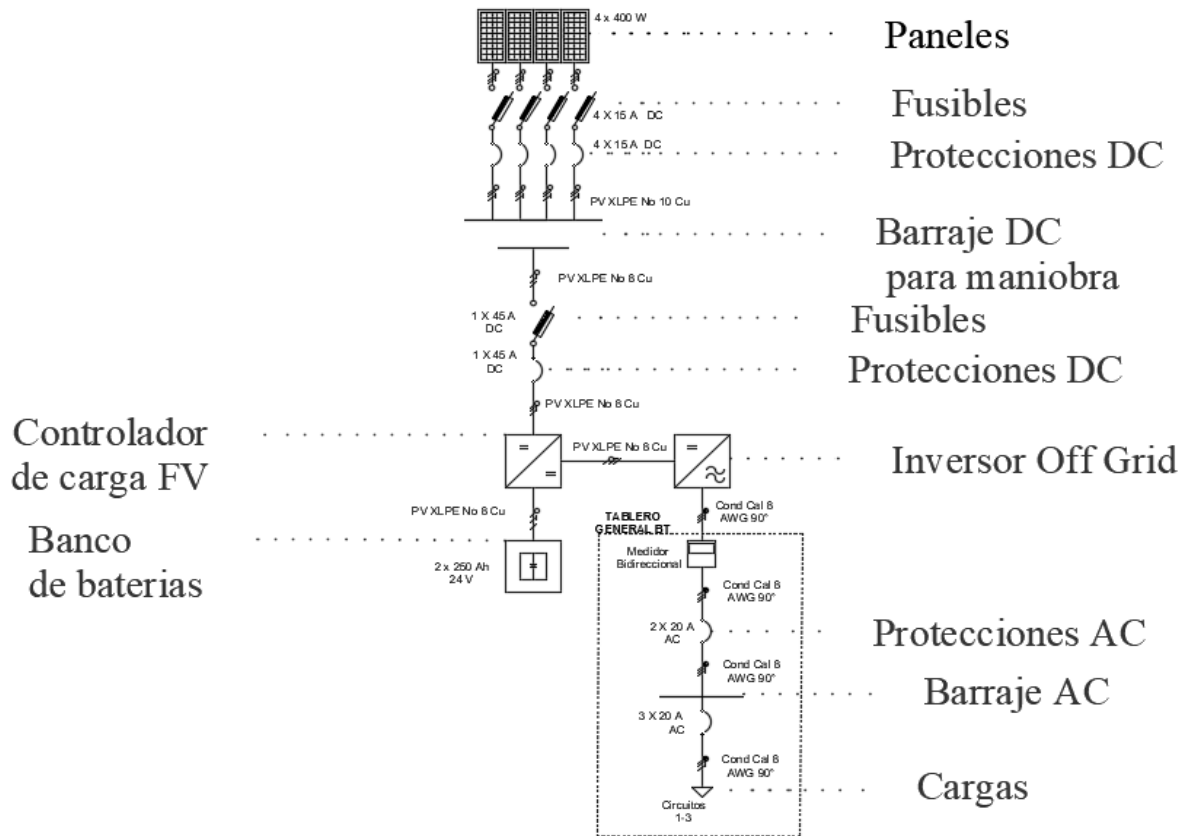 4 x 400 W
Paneles
Fusibles
4 X 15 A DC
4 X 15 A DC
Protecciones DC
PV XLPE No 10 Cu
Barraje DC
para maniobra
PV XLPE No 8 Cu
1 X 45 A
DC
Fusibles
1 X 45 A
DC
Protecciones DC
PV XLPE No 8 Cu
Controlador
de carga FV
PV XLPE No 8 Cu
Inversor Off Grid
PV XLPE No 8 Cu
Cond Cal 8
AWG 90°
Banco
de baterias
2 x 250 Ah
24 V
TABLERO
GENERAL BT
Medidor
Bidireccional
Cond Cal 8
AWG 90°
2 X 20 A
AC
Protecciones AC
Cond Cal 8
AWG 90°
Barraje AC
3 X 20 A
AC
Cond Cal 8
AWG 90°
Cargas
Circuitos
1-3